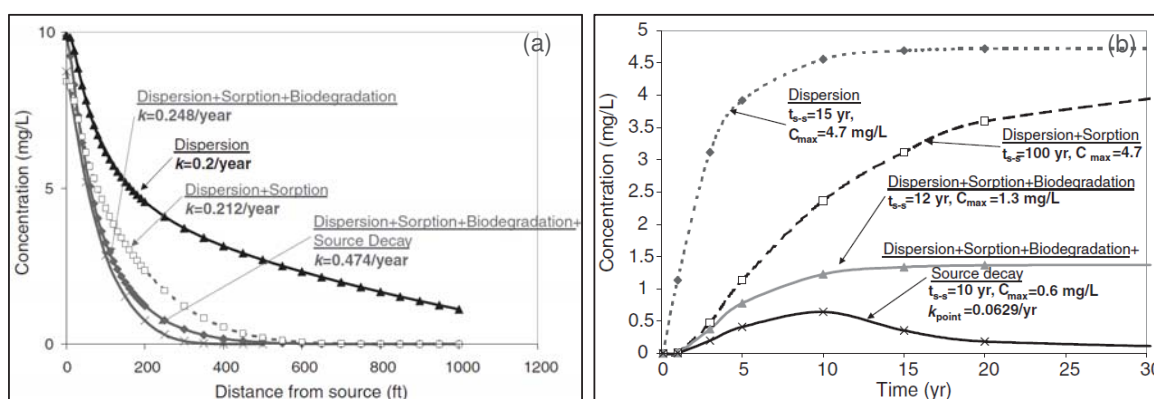 (a)
10
5
0
0
200
400
600
800
1000
1200
Concentration (mg/L)
Distance from source (ft)
Dispersion+Sorption+Biodegradation
k=0.248/year
Dispersion
k=0.2/year
Dispersion+Sorption
k=0.212/year
Dispersion+Sorption+Biodegradation+
Source Decay
k=0.474/year
(b)
5
4.5
4
3.5
3
2.5
2
1.5
1
0.5
0
0
5
10
15
20
25
30
Concentration (mg/L)
Time (yr)
Dispersion
ts-s=15 yr,
Cmax=4.7 mg/L
Dispersion+Sorption
ts-s=100 yr, C max=4.7
Dispersion+Sorption+Biodegradation
ts-s=12 yr, Cmax=1.3 mg/L
Dispersion+Sorption+Biodegradation+
Source decay
ts-s=10 yr, Cmax=0.6 mg/L
kpoint=0.0629/yr